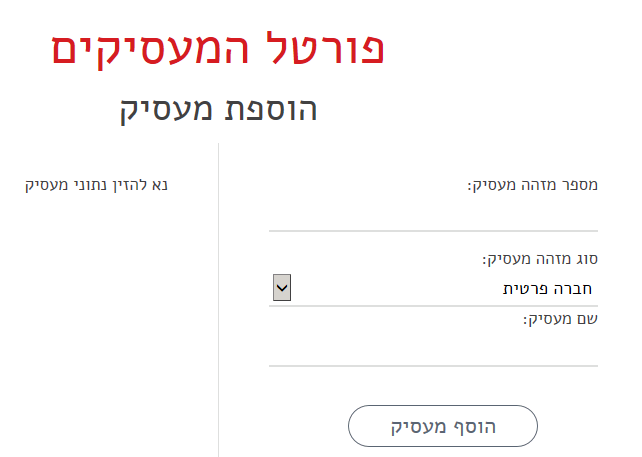 פורטל המעסיקים
הוספת מעסיק
מספר מזהה מעסיק:
סוג מזהה מעסיק:
חברה פרטית
שם מעסיק:
הוסף מעסיק
נא להזין נתוני מעסיק